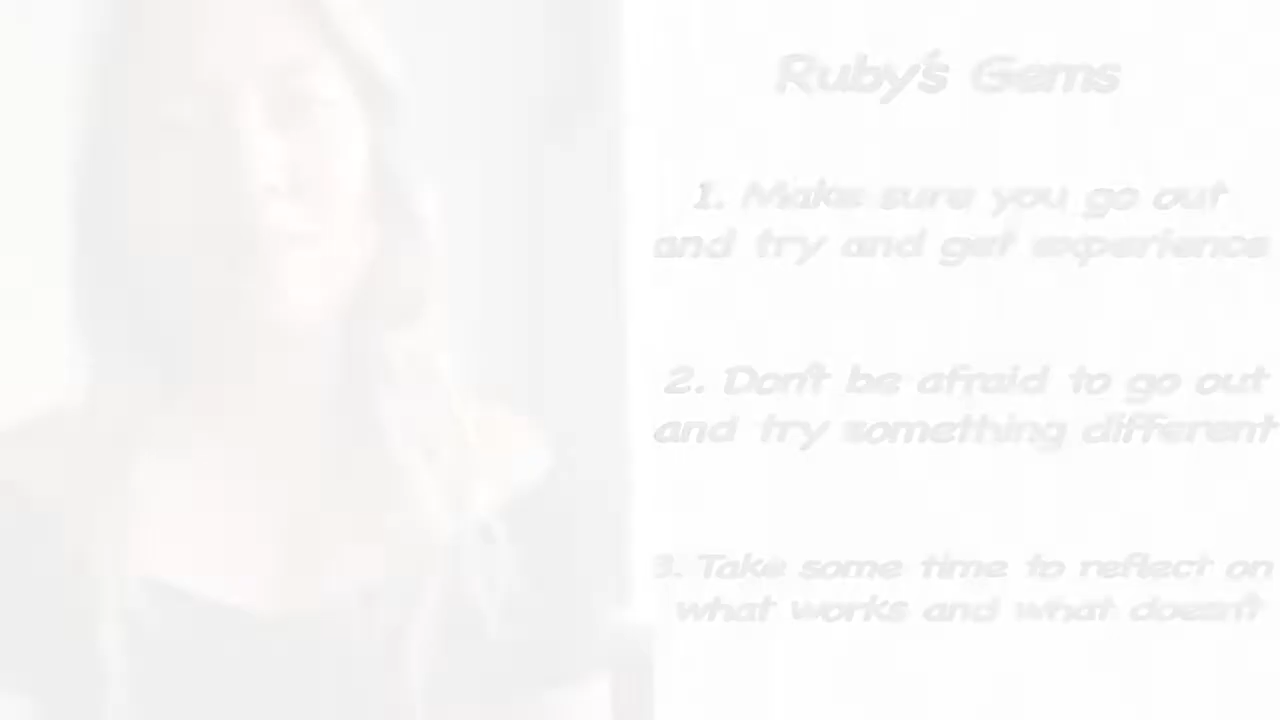 Ruby's Gems
1. Make sure you go out
and try and get experience
2. Don't be afraid to go out
and try something different
3. Take some time to reflect on
what works and what doesn't